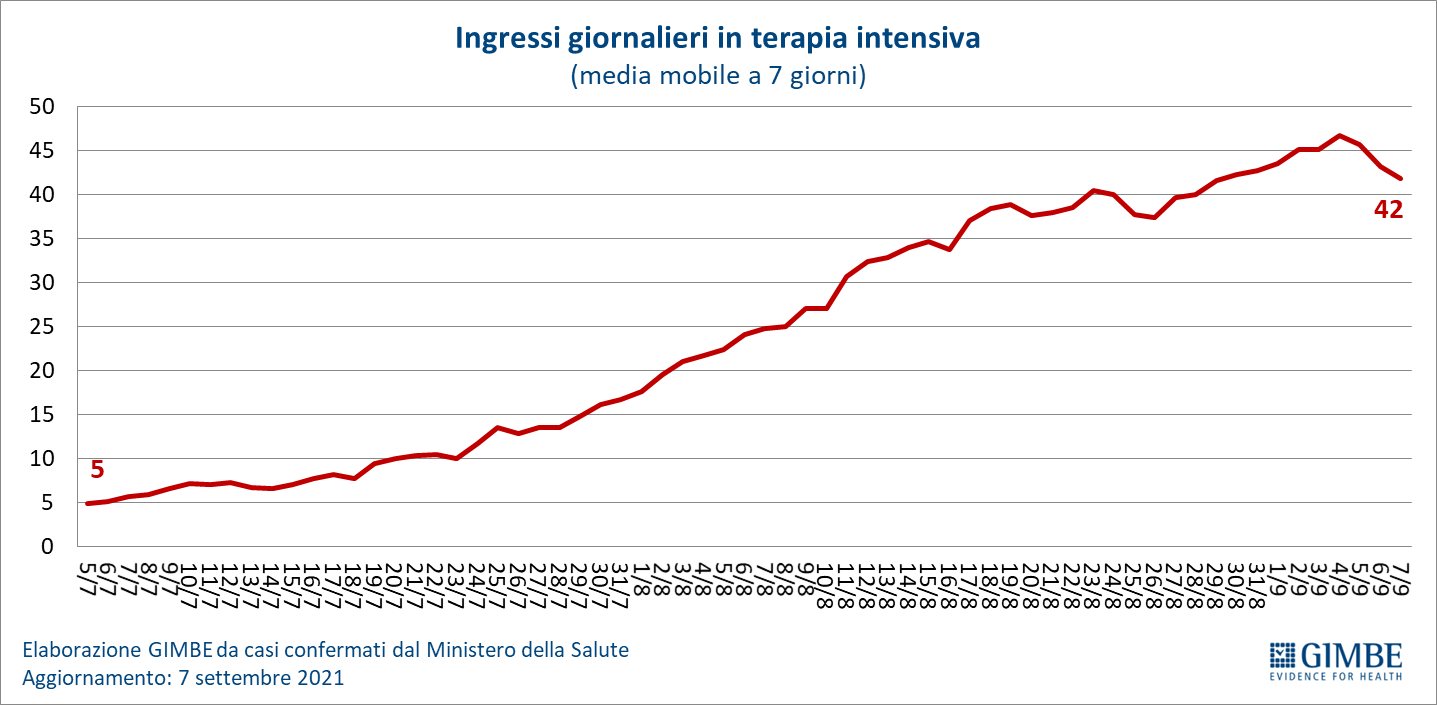 Ingressi giornalieri in terapia intensiva
(media mobile a 7 giorni)
50
45
40
35
30
25
20
15
10
5
0
5
42
5/7 6/7 7/7 8/7 9/7 10/7 11/7 12/7 13/7 14/7 15/7 16/7 17/7 18/7 19/7 20/7 21/7 22/7 23/7 24/7 25/7 26/7 27/7 28/7 29/7 30/7 31/7 1/8 2/8 3/8 4/8 5/8 6/8 7/8 8/8 9/8 10/8 11/8 12/8 13/8 14/8 15/8 16/8 17/8 18/8 19/8 20/8 21/8 22/8 23/8 24/8 25/8 26/8 27/8 28/8 29/8 30/8 31/8 1/9 2/9 3/9 4/9 5/9 6/9 7/9
Elaborazione GIMBE da casi confermati dal Ministero della Salute
Aggiornamento: 7 settembre 2021
GIMBE
EVIDENCE FOR HEALTH